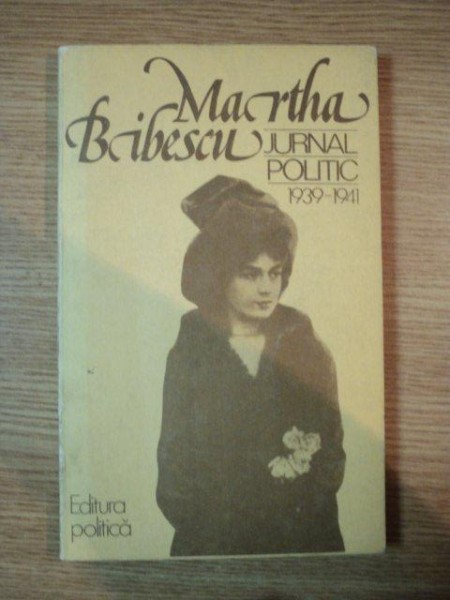 Martha
Bibescu
JURNAL
POLITIC
1939-1941
Editura
politică